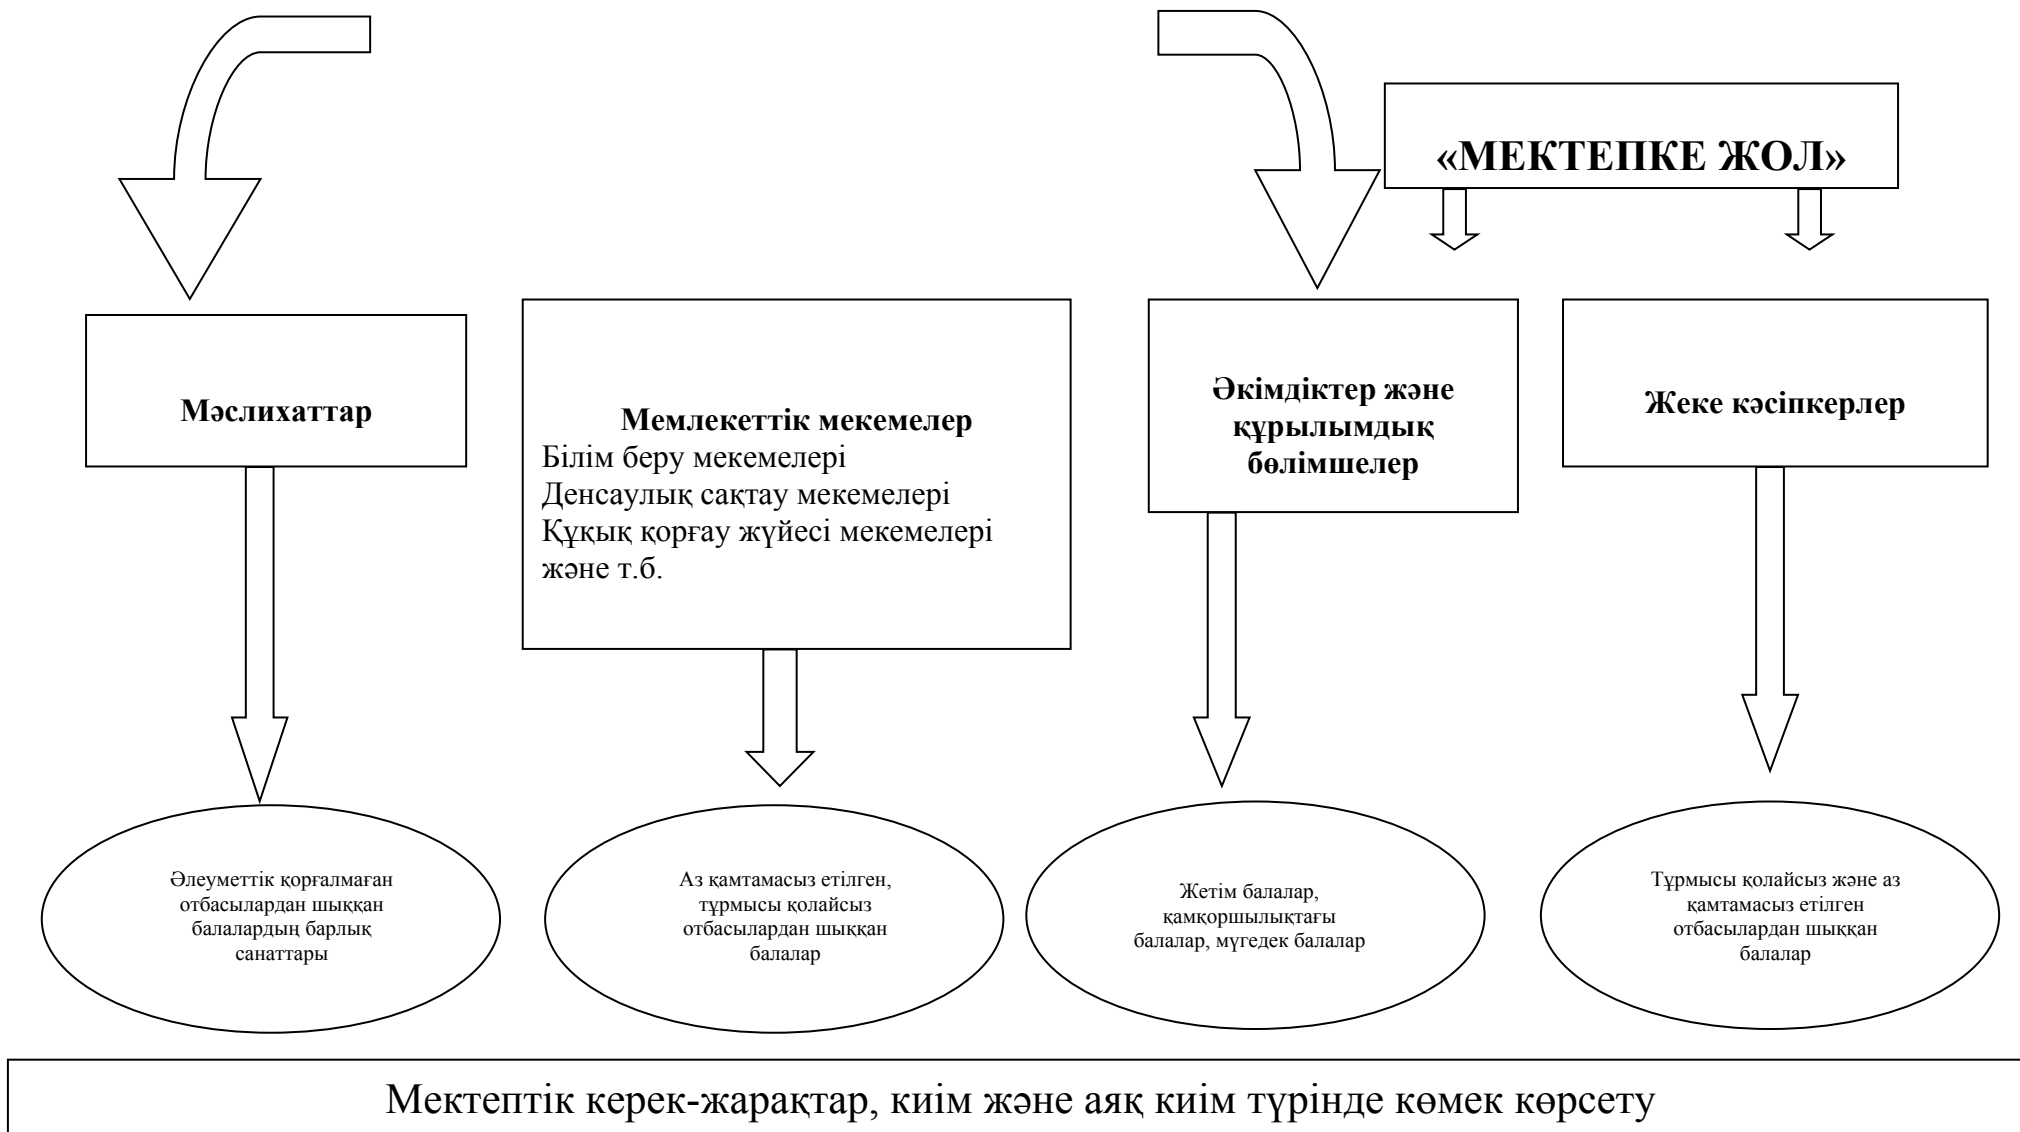 «МЕКТЕПКЕ ЖОЛ»
Мәслихаттар
Мемлекеттік мекемелер
Білім беру мекемелері
Денсаулық сақтау мекемелері
Құқық қорғау жүйесі мекемелері
және т.б.
Әкімдіктер және
құрылымдық
бөлімшелер
Жеке кәсіпкерлер
Әлеуметтік қорғалмаған
отбасылардан шыққан
балалардың барлық
санаттары
Аз қамтамасыз етілген,
тұрмысы қолайсыз
отбасылардан шыққан
балалар
Жетім балалар,
қамқоршылықтағы
балалар, мүгедек балалар
Тұрмысы қолайсыз және аз
қамтамасыз етілген
отбасылардан шыққан
балалар
Мектептік керек-жарақтар, киім және аяқ киім түрінде көмек көрсету